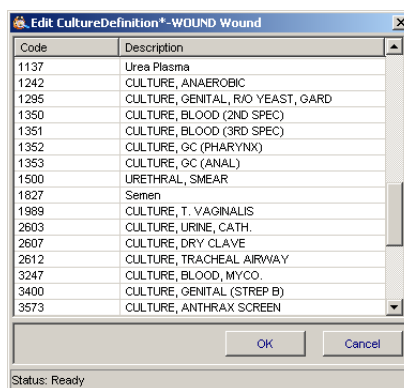 Edit CultureDefinition*-WOUND Wound
Code Description
1137 Urea Plasma
1242 CULTURE, ANAEROBIC
1295 CULTURE, GENITAL, R/O YEAST, GARD
1350 CULTURE, BLOOD (2ND SPEC)
1351 CULTURE, BLOOD (3RD SPEC)
1352 CULTURE, GC (PHARYNX)
1353 CULTURE, GC (ANAL)
1500 URETHRAL, SMEAR
1827 Semen
1989 CULTURE, T. VAGINALIS
2603 CULTURE, URINE, CATH.
2607 CULTURE, DRY CLAVE
2612 CULTURE, TRACHEAL AIRWAY
3247 CULTURE, BLOOD, MYCO.
3400 CULTURE, GENITAL (STREP B)
3573 CULTURE, ANTHRAX SCREEN
OK Cancel
Status: Ready